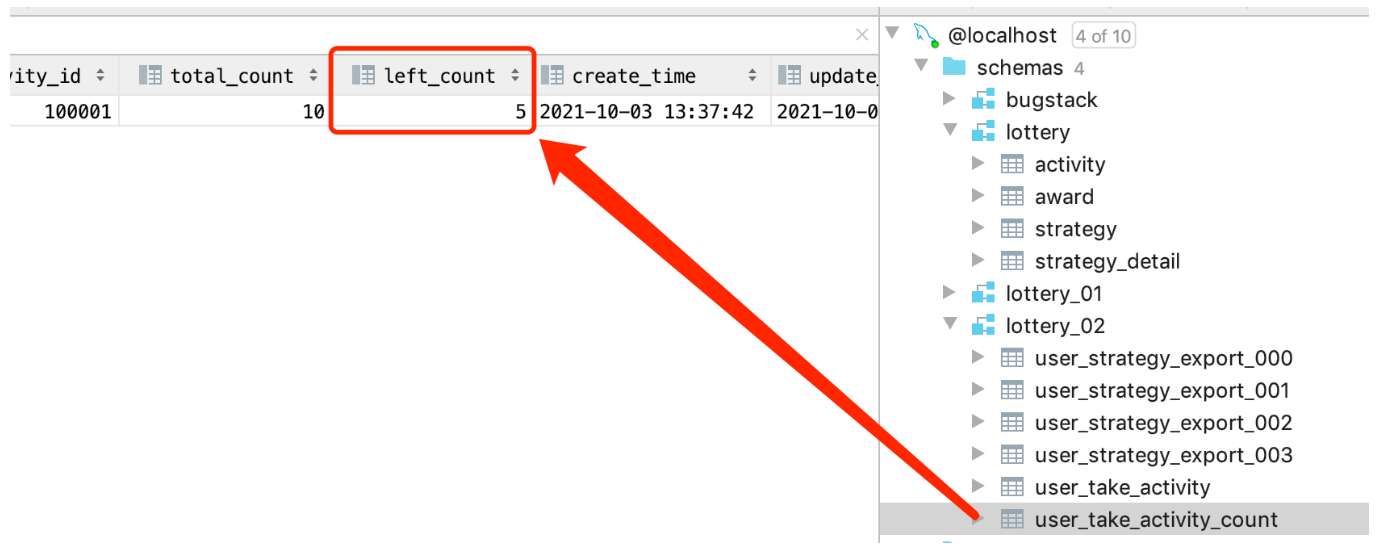 vity_id total_count left_count create_time update_
100001 10 5 2021-10-03 13:37:42 2021-10-0
@localhost 4 of 10
schemas 4
bugstack
lottery
activity
award
strategy
strategy_detail
lottery_01
lottery_02
user_strategy_export_000
user_strategy_export_001
user_strategy_export_002
user_strategy_export_003
user_take_activity
user_take_activity_count